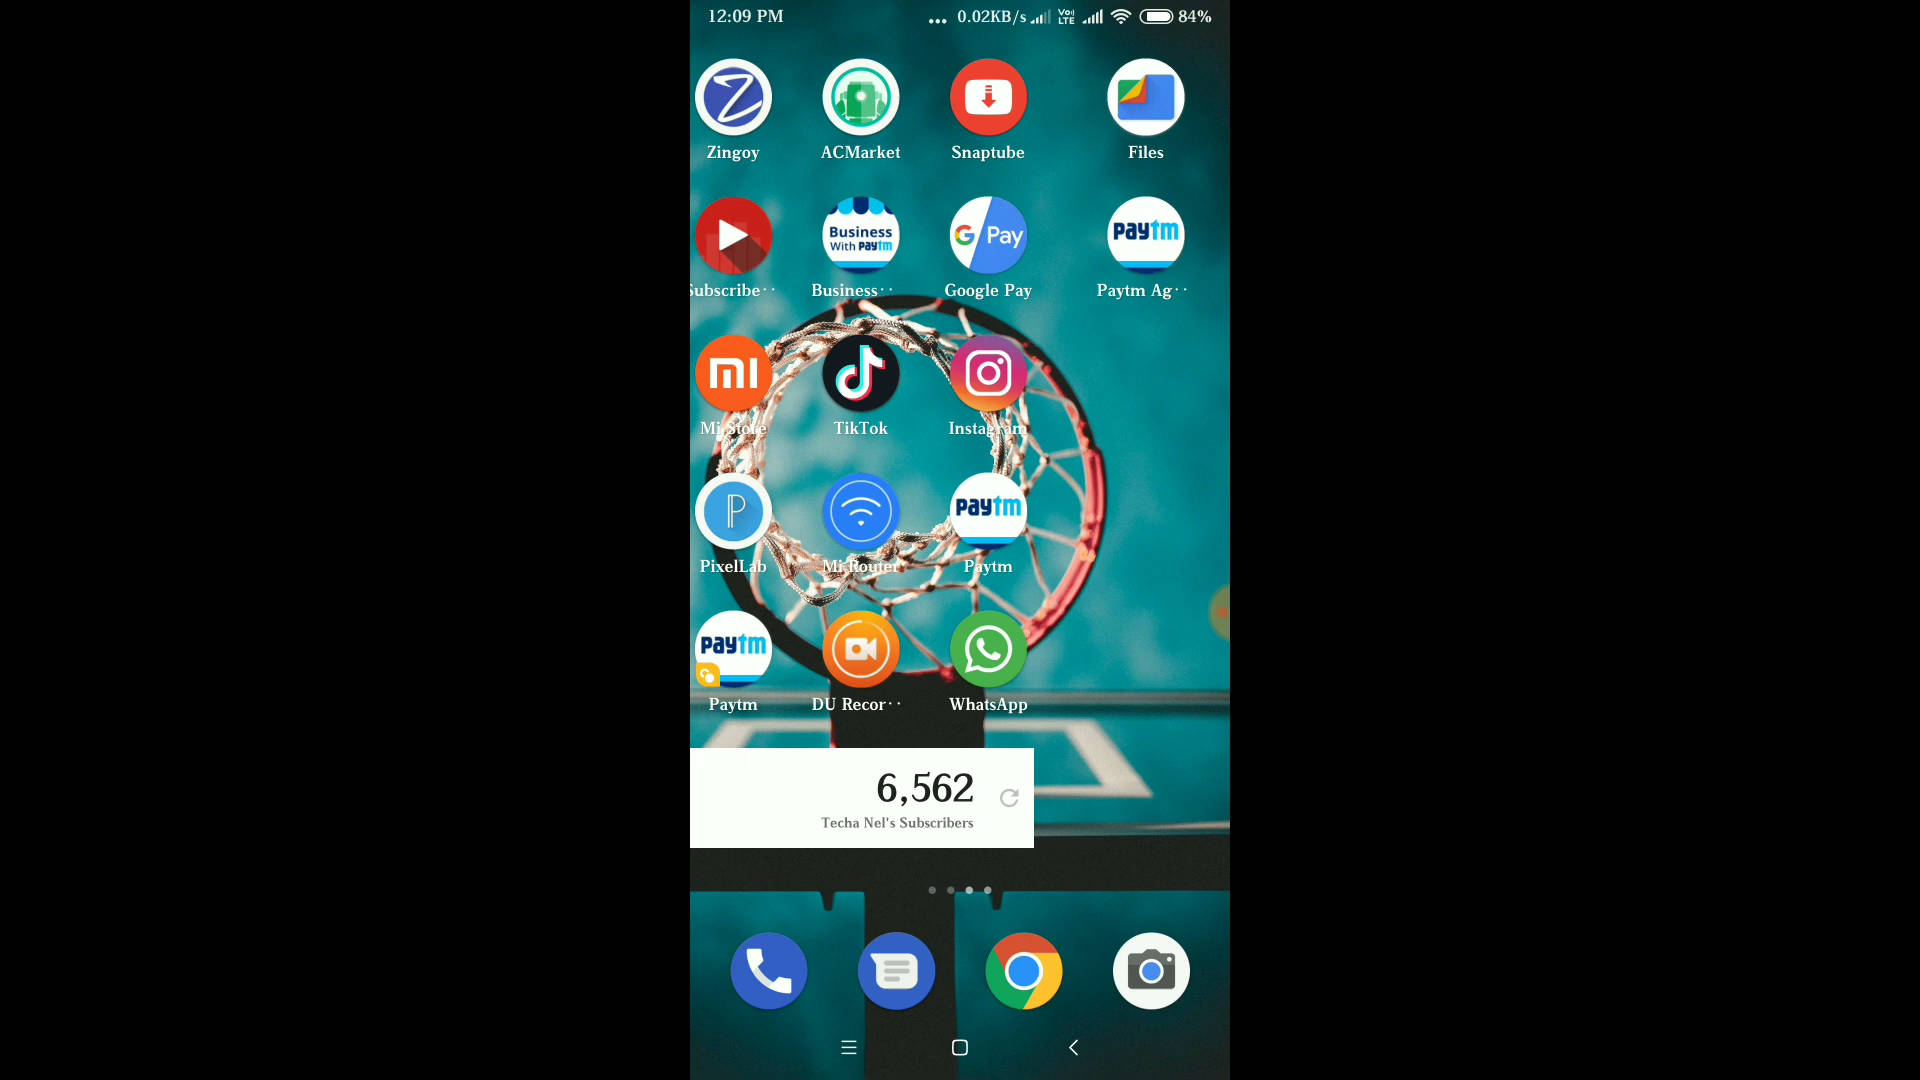 12:09 PM ... 0.02KB/s Vo LTE 84%
Zingoy ACMarket Snaptube Files
Business
With paytm
G Pay
paytm
Subscribe·· Business·· Google Pay Paytm Ag··
mi
Mi Store TikTok Instagram
P
paytm
PixelLab Mi Router Paytm
paytm
Paytm DU Recor·· WhatsApp
6,562
Techa Nel's Subscribers